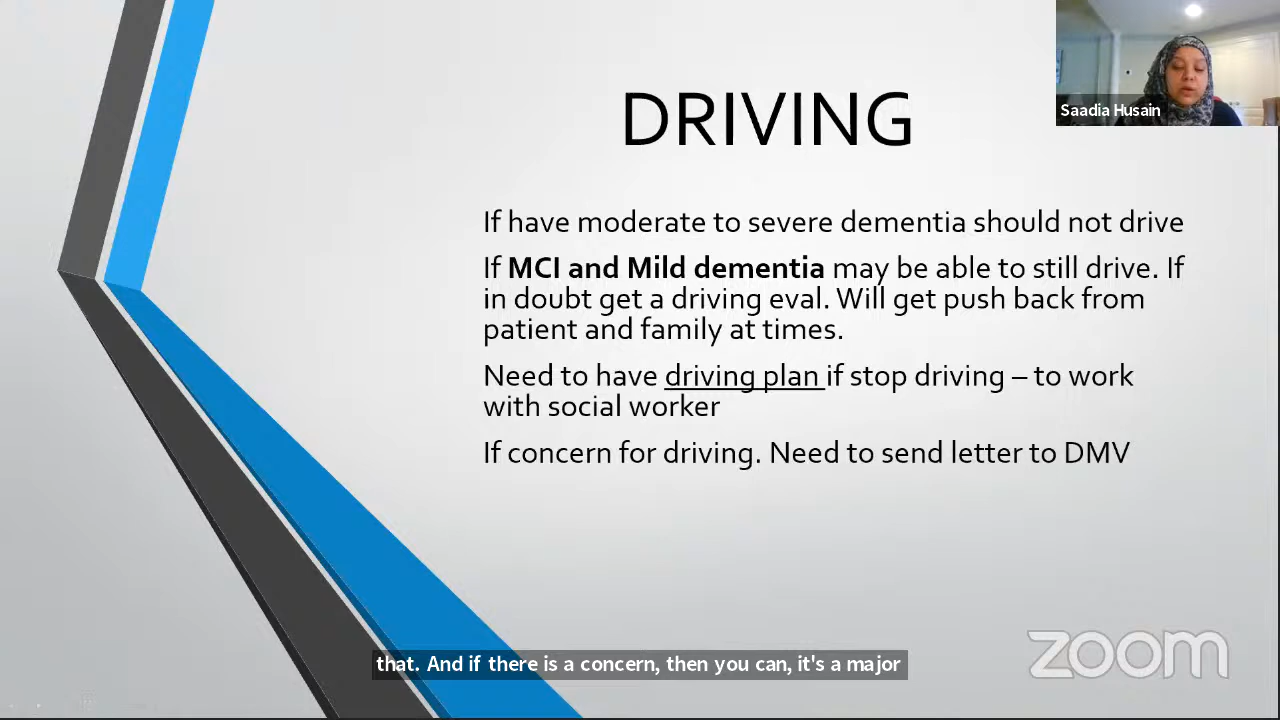 DRIVING
Saadia Husain
If have moderate to severe dementia should not drive
If MCI and Mild dementia may be able to still drive. If
in doubt get a driving eval. Will get push back from
patient and family at times.
Need to have driving plan if stop driving – to work
with social worker
If concern for driving. Need to send letter to DMV
that. And if there is a concern, then you can, it's a major
zoom